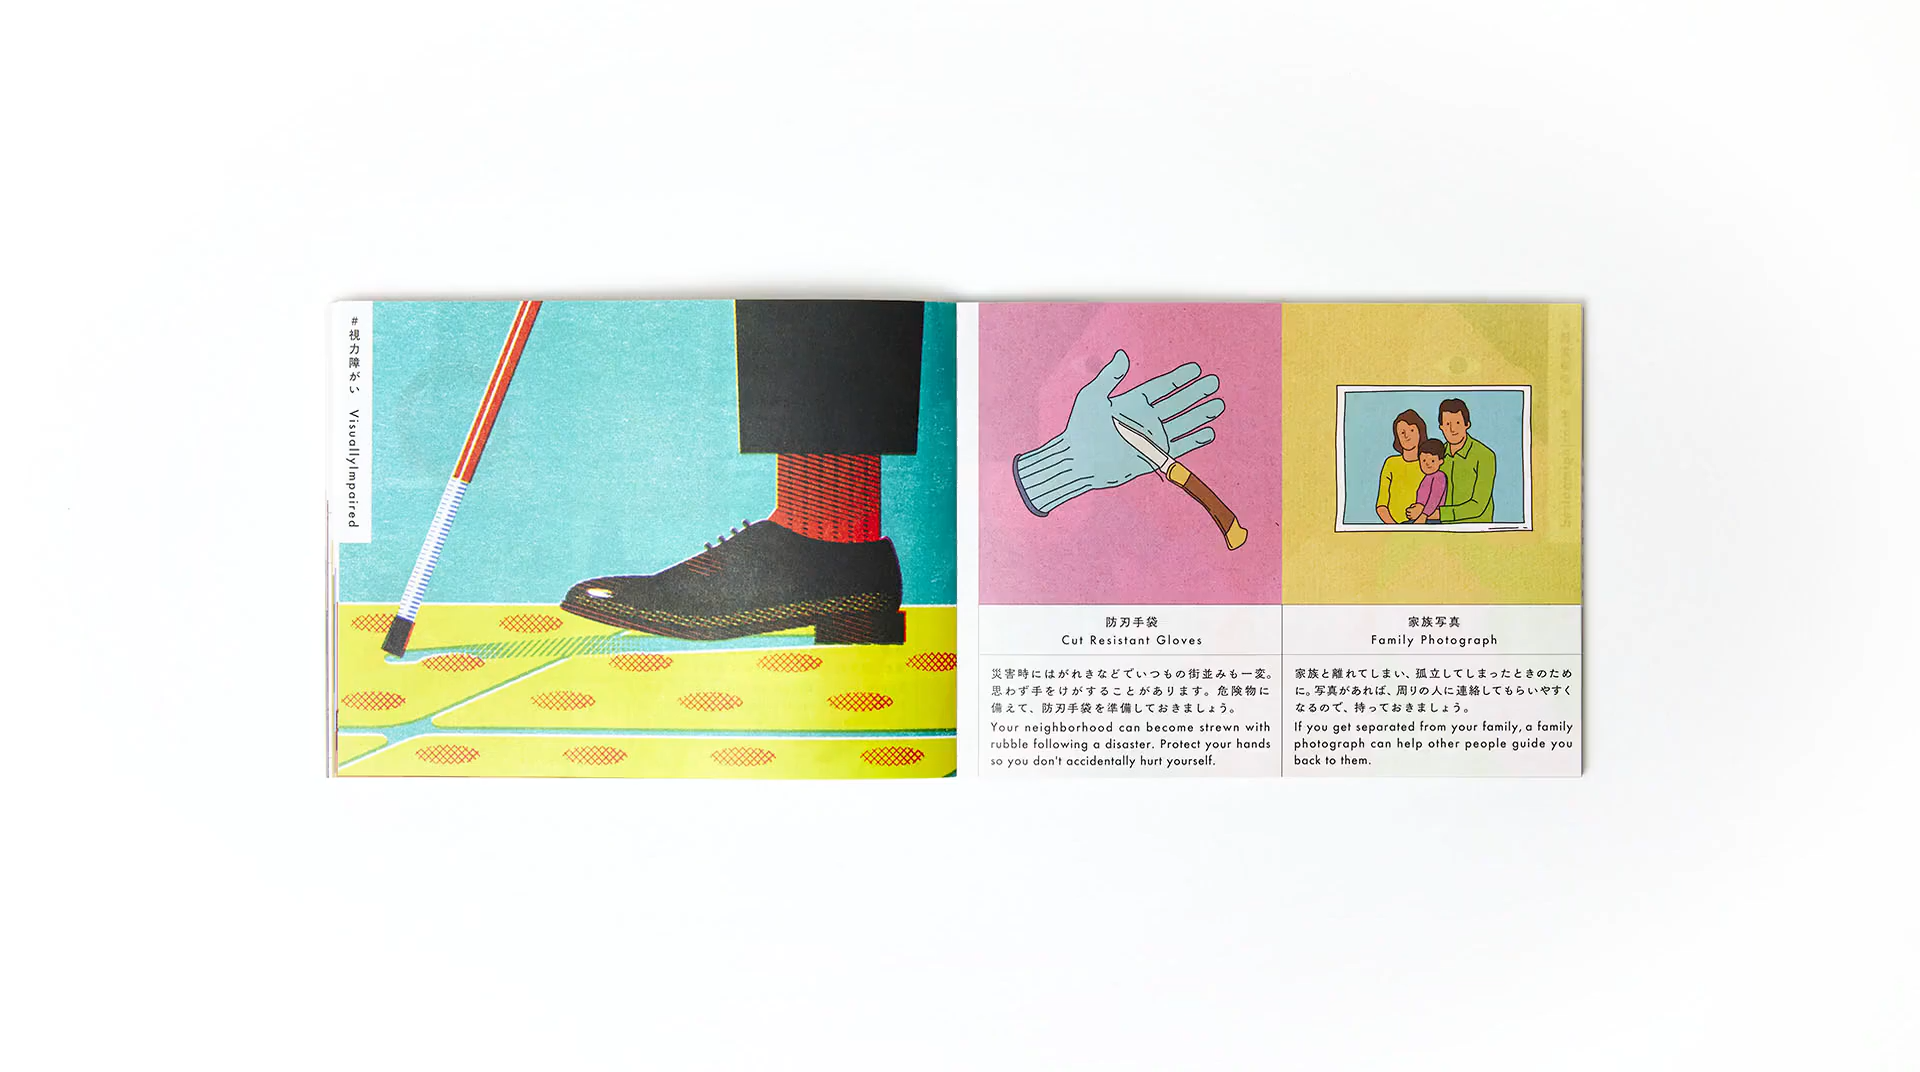 #視力障がい VisuallyImpaired
防刃手袋
Cut Resistant Gloves
災害時にはがれきなどでいつもの街並みも一変。
思わず手をけがすることがあります。危険物に
備えて、防刃手袋を準備しておきましょう。
Your neighborhood can become strewn with
rubble following a disaster. Protect your hands
so you don't accidentally hurt yourself.
家族写真
Family Photograph
家族と離れてしまい、孤立してしまったときのため
に。写真があれば、周りの人に連絡してもらいやすく
なるので、持っておきましょう。
If you get separated from your family, a family
photograph can help other people guide you
back to them.